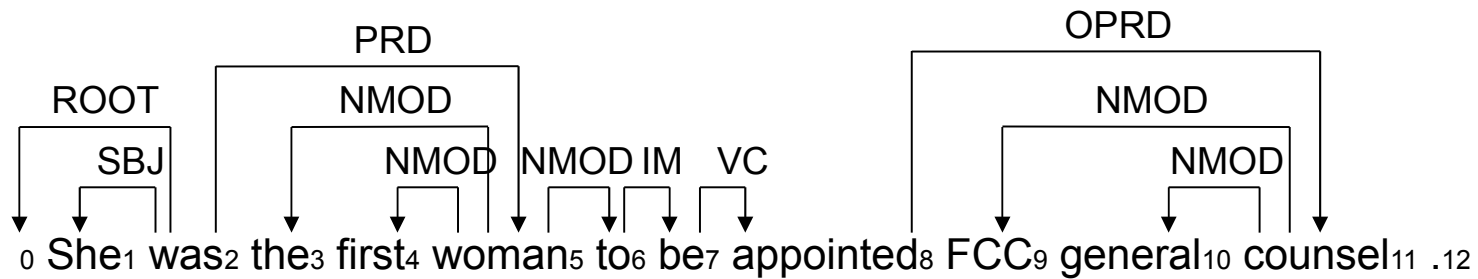 PRD OPRD
ROOT NMOD NMOD
SBJ NMOD NMOD IM VC NMOD
0 She1 was2 the3 first4 woman5 to6 be7 appointed8 FCC9 general10 counsel11 .12